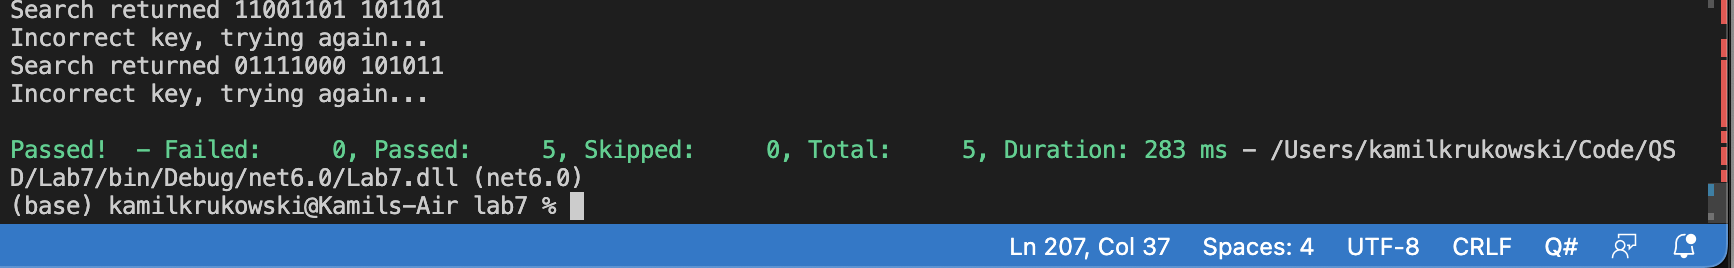 Search returned 11001101 101101
Incorrect key, trying again...
Search returned 01111000 101011
Incorrect key, trying again...
Passed!  - Failed:     0, Passed:     5, Skipped:     0, Total:     5, Duration: 283 ms - /Users/kamilkrukowski/Code/QS
D/Lab7/bin/Debug/net6.0/Lab7.dll (net6.0)
(base) kamilkrukowski@Kamils-Air lab7 %
Ln 207, Col 37 Spaces: 4 UTF-8 CRLF Q#